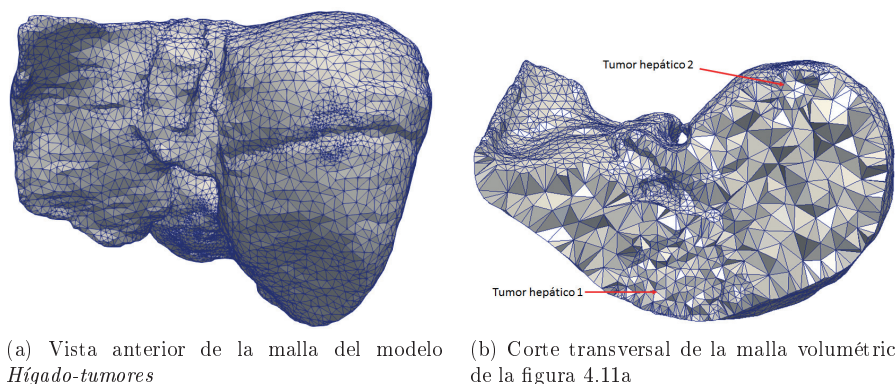 Tumor hepático 2
Tumor hepático 1
(a) Vista anterior de la malla del modelo
Hígado-tumores
(b) Corte transversal de la malla volumétric
de la figura 4.11a